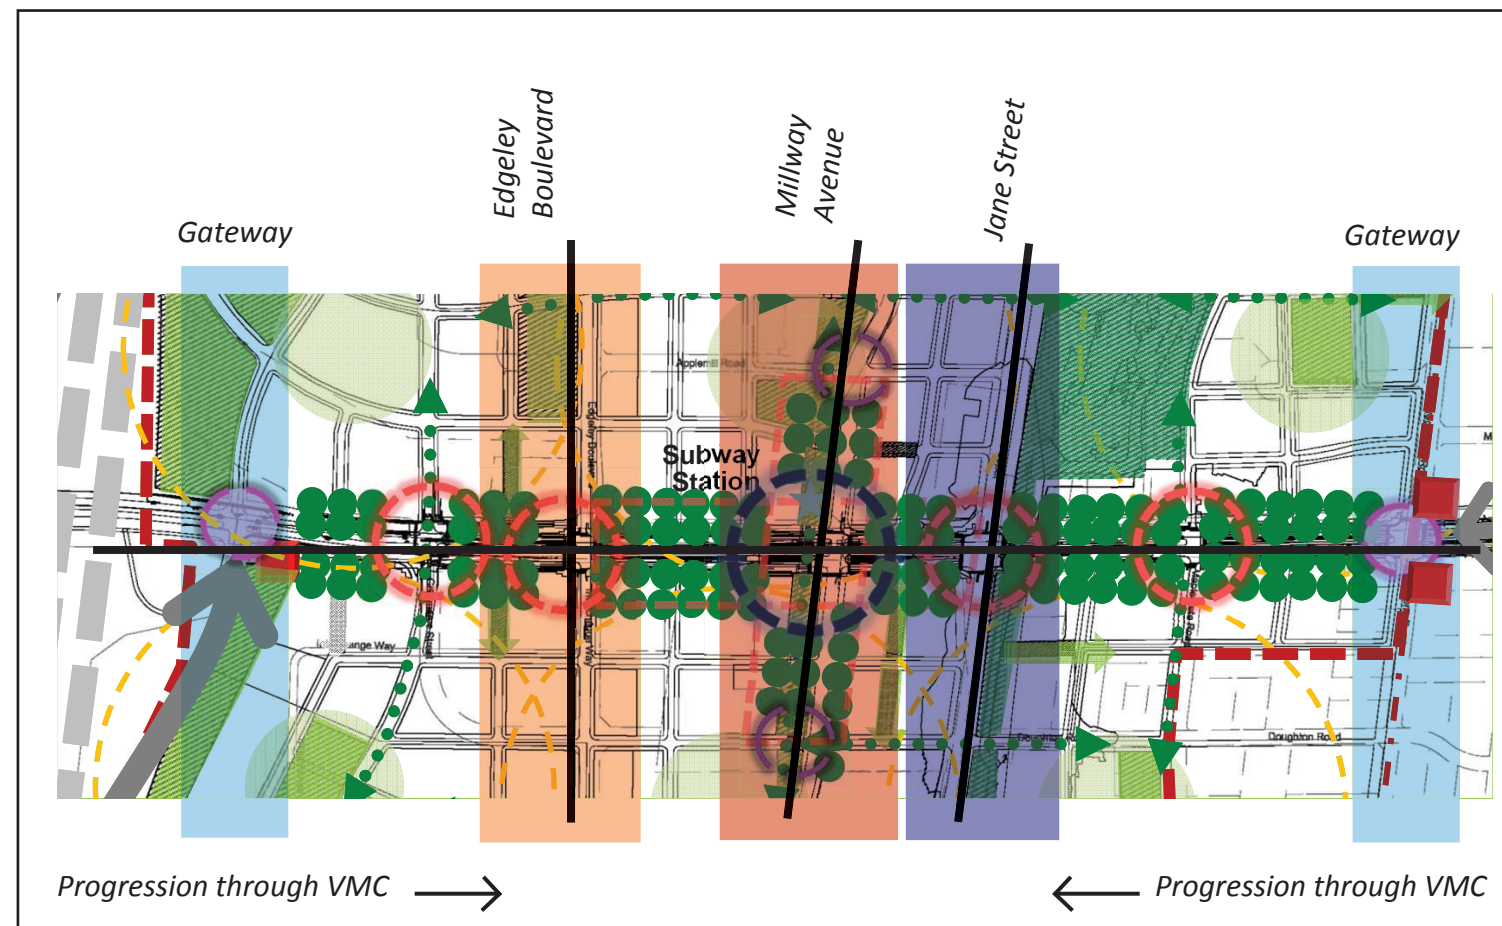 Edgeley
Boulevard
Millway
Avenue
Jane Street
Gateway
Gateway
Applemill Road
Subway
Station
Doughton Road
Progression through VMC
Progression through VMC